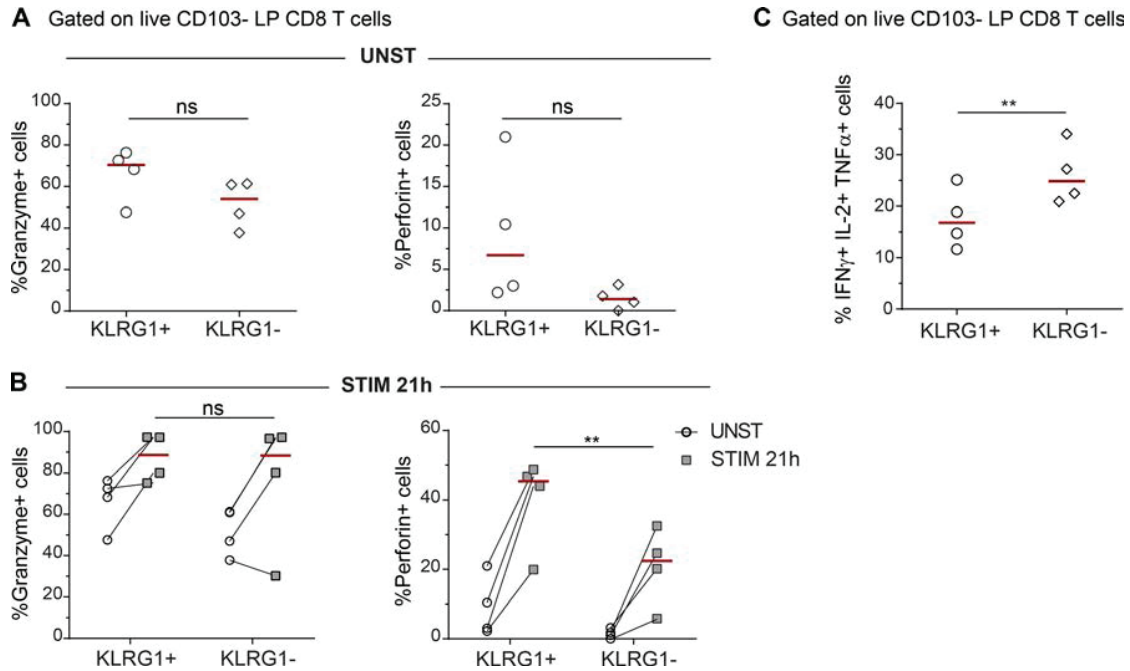 A Gated on live CD103- LP CD8 T cells
UNST
%Granzyme+ cells
100
80
60
40
20
0
ns
KLRG1+ KLRG1-
%Perforin+ cells
25
20
15
10
5
0
ns
KLRG1+ KLRG1-
C Gated on live CD103- LP CD8 T cells
% IFNγ+ IL-2+ TNFα+ cells
40
30
20
10
0
**
KLRG1+ KLRG1-
B
STIM 21h
%Granzyme+ cells
100
80
60
40
20
0
ns
KLRG1+ KLRG1-
%Perforin+ cells
60
40
20
0
**
KLRG1+ KLRG1-
UNST
STIM 21h